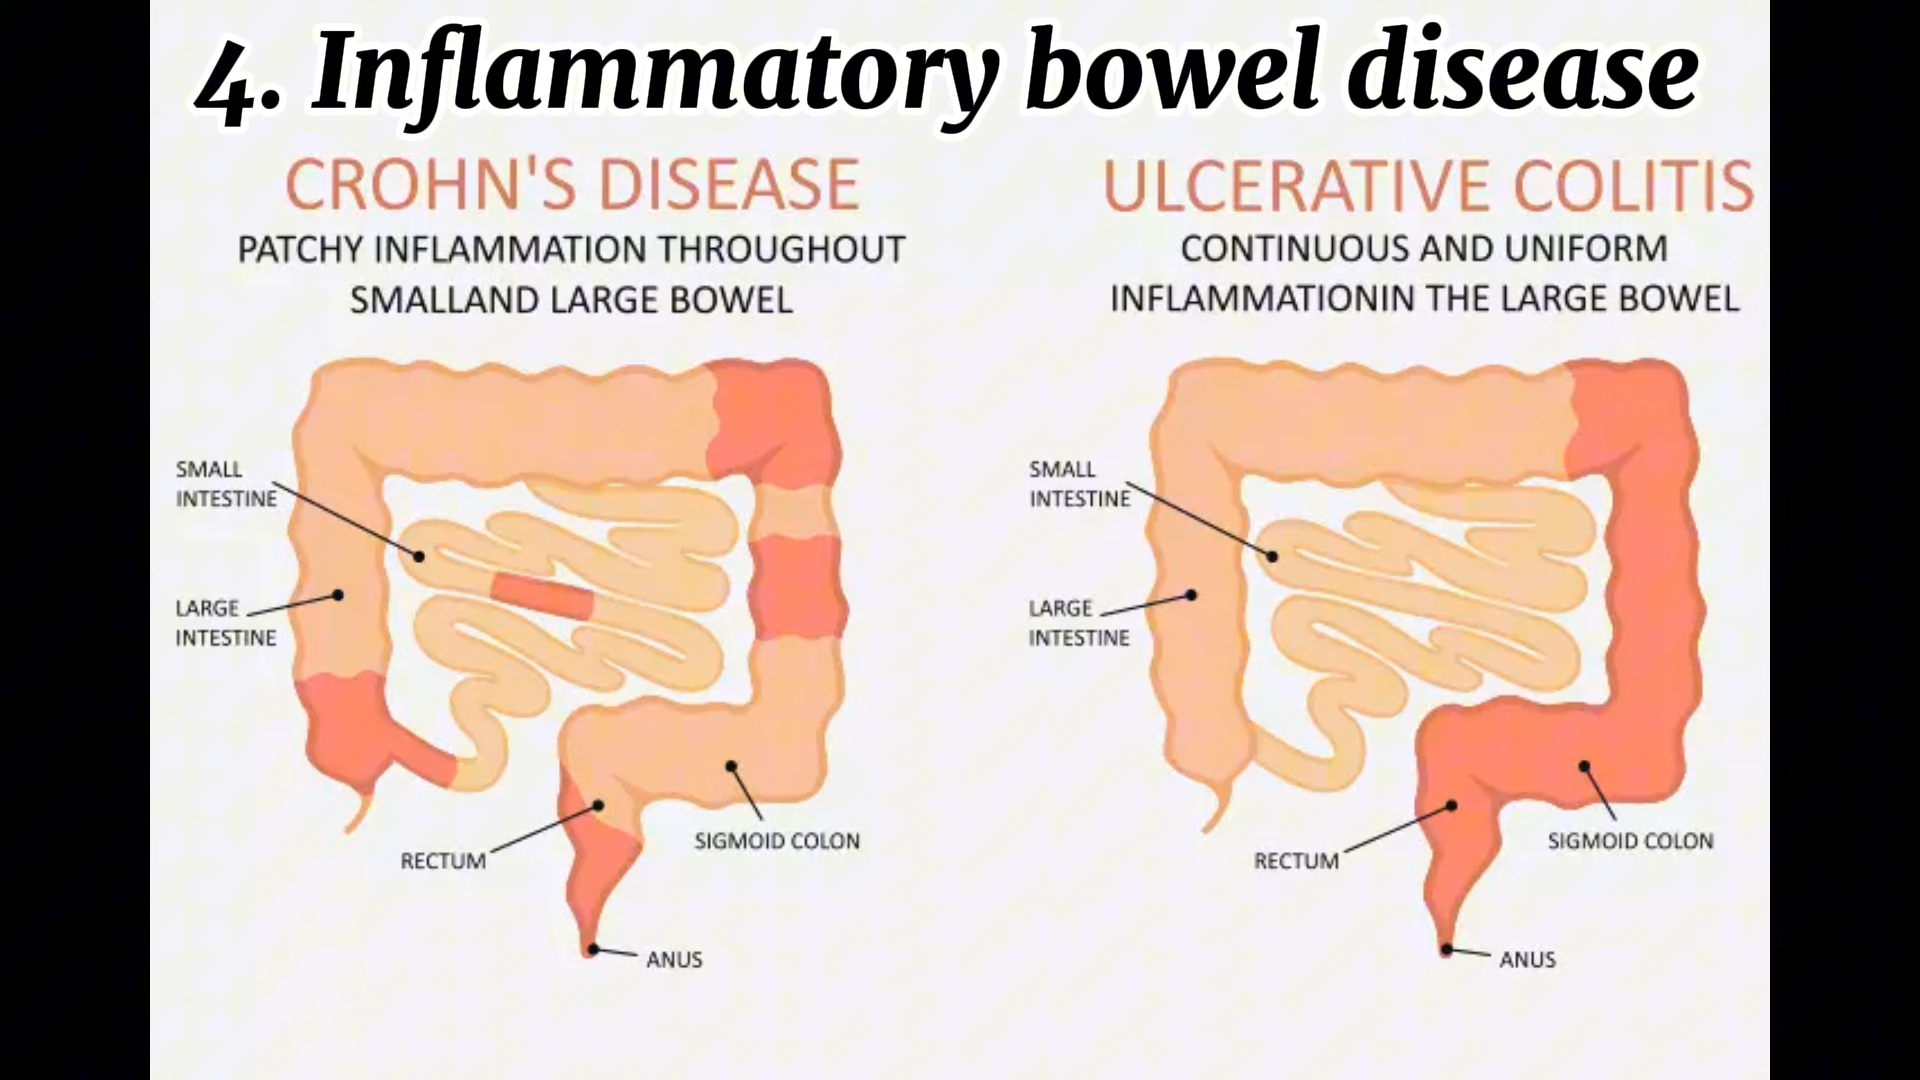 4. Inflammatory bowel disease
CROHN'S DISEASE
PATCHY INFLAMMATION THROUGHOUT
SMALLAND LARGE BOWEL
SMALL
INTESTINE
LARGE
INTESTINE
RECTUM
SIGMOID COLON
ANUS
ULCERATIVE COLITIS
CONTINUOUS AND UNIFORM
INFLAMMATIONIN THE LARGE BOWEL
SMALL
INTESTINE
LARGE
INTESTINE
RECTUM
SIGMOID COLON
ANUS